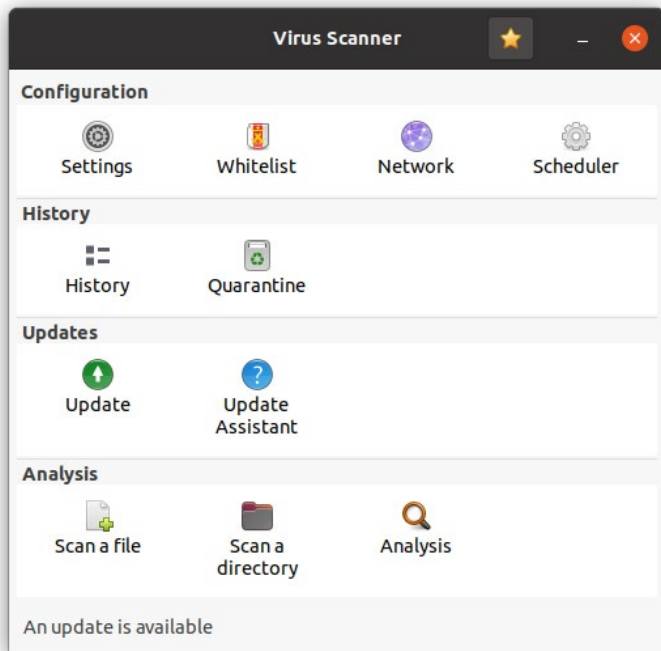 Virus Scanner
Configuration
Settings
Whitelist
Network
Scheduler
History
History
Quarantine
Updates
Update
Update
Assistant
Analysis
Scan a file
Scan a
directory
Analysis
An update is available